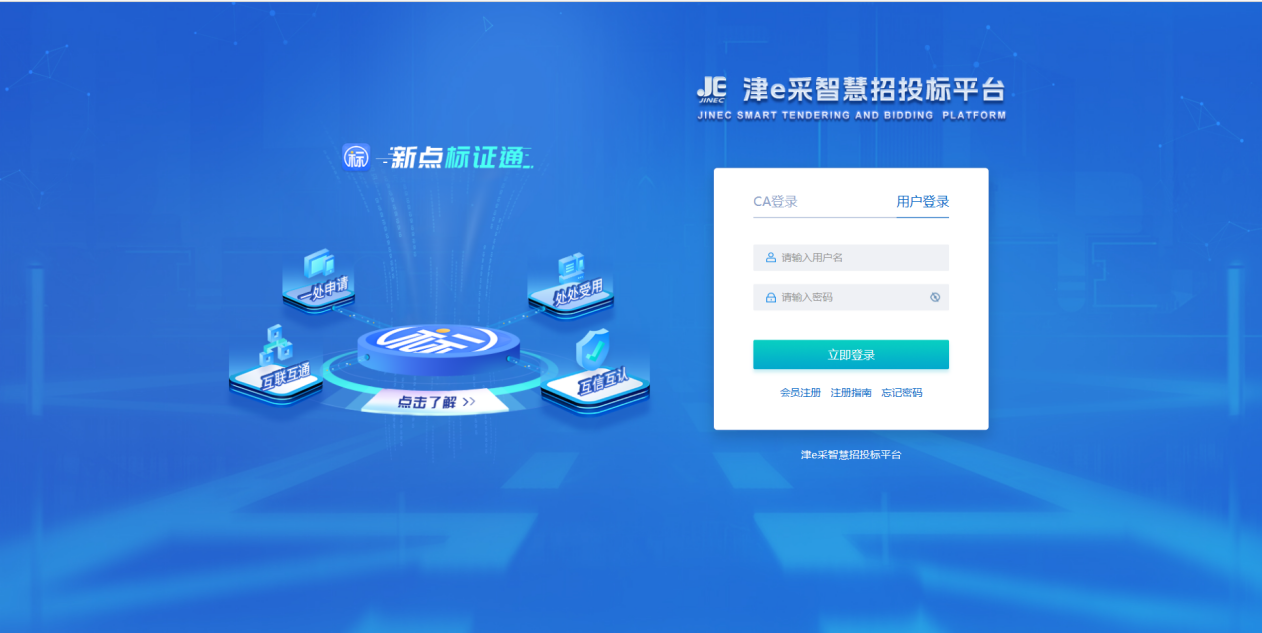 JE 津e采智慧招投标平台
JINEC
JINEC SMART TENDERING AND BIDDING PLATFORM
标 新点标证通
CA登录 用户登录
请输入用户名
请输入密码
立即登录
会员注册 注册指南 忘记密码
津e采智慧招投标平台
一处申请
处处受用
标
互联互通
互信互认
点击了解 >>